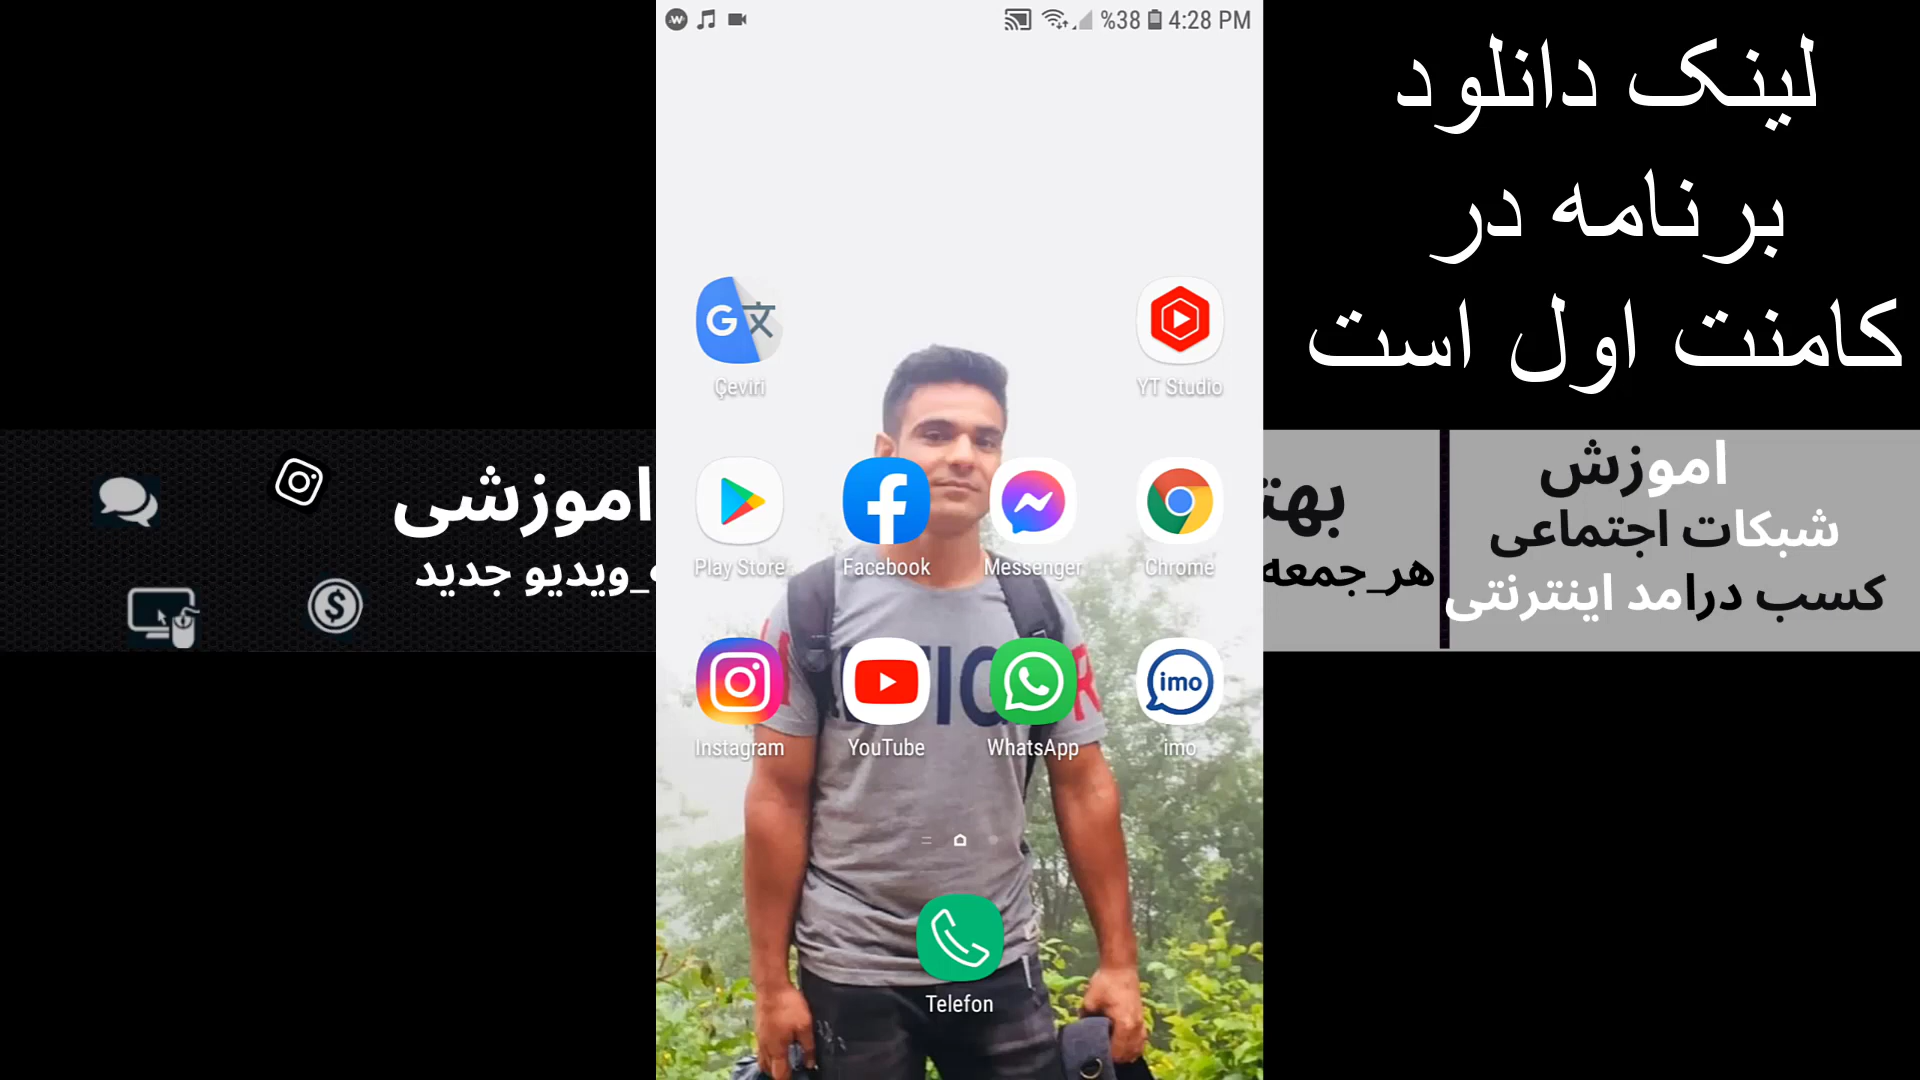 %38 4:28 PM
لینک دانلود
برنامه در
کامنت اول است
Çeviri
YT Studio
Play Store
Facebook
Messenger
Chrome
Instagram
YouTube
WhatsApp
imo
imo
Telefon
اموزشی
ویدیو جدید
هر_جمعه
اموزش
شبکات اجتماعی
کسب درامد اینترنتی